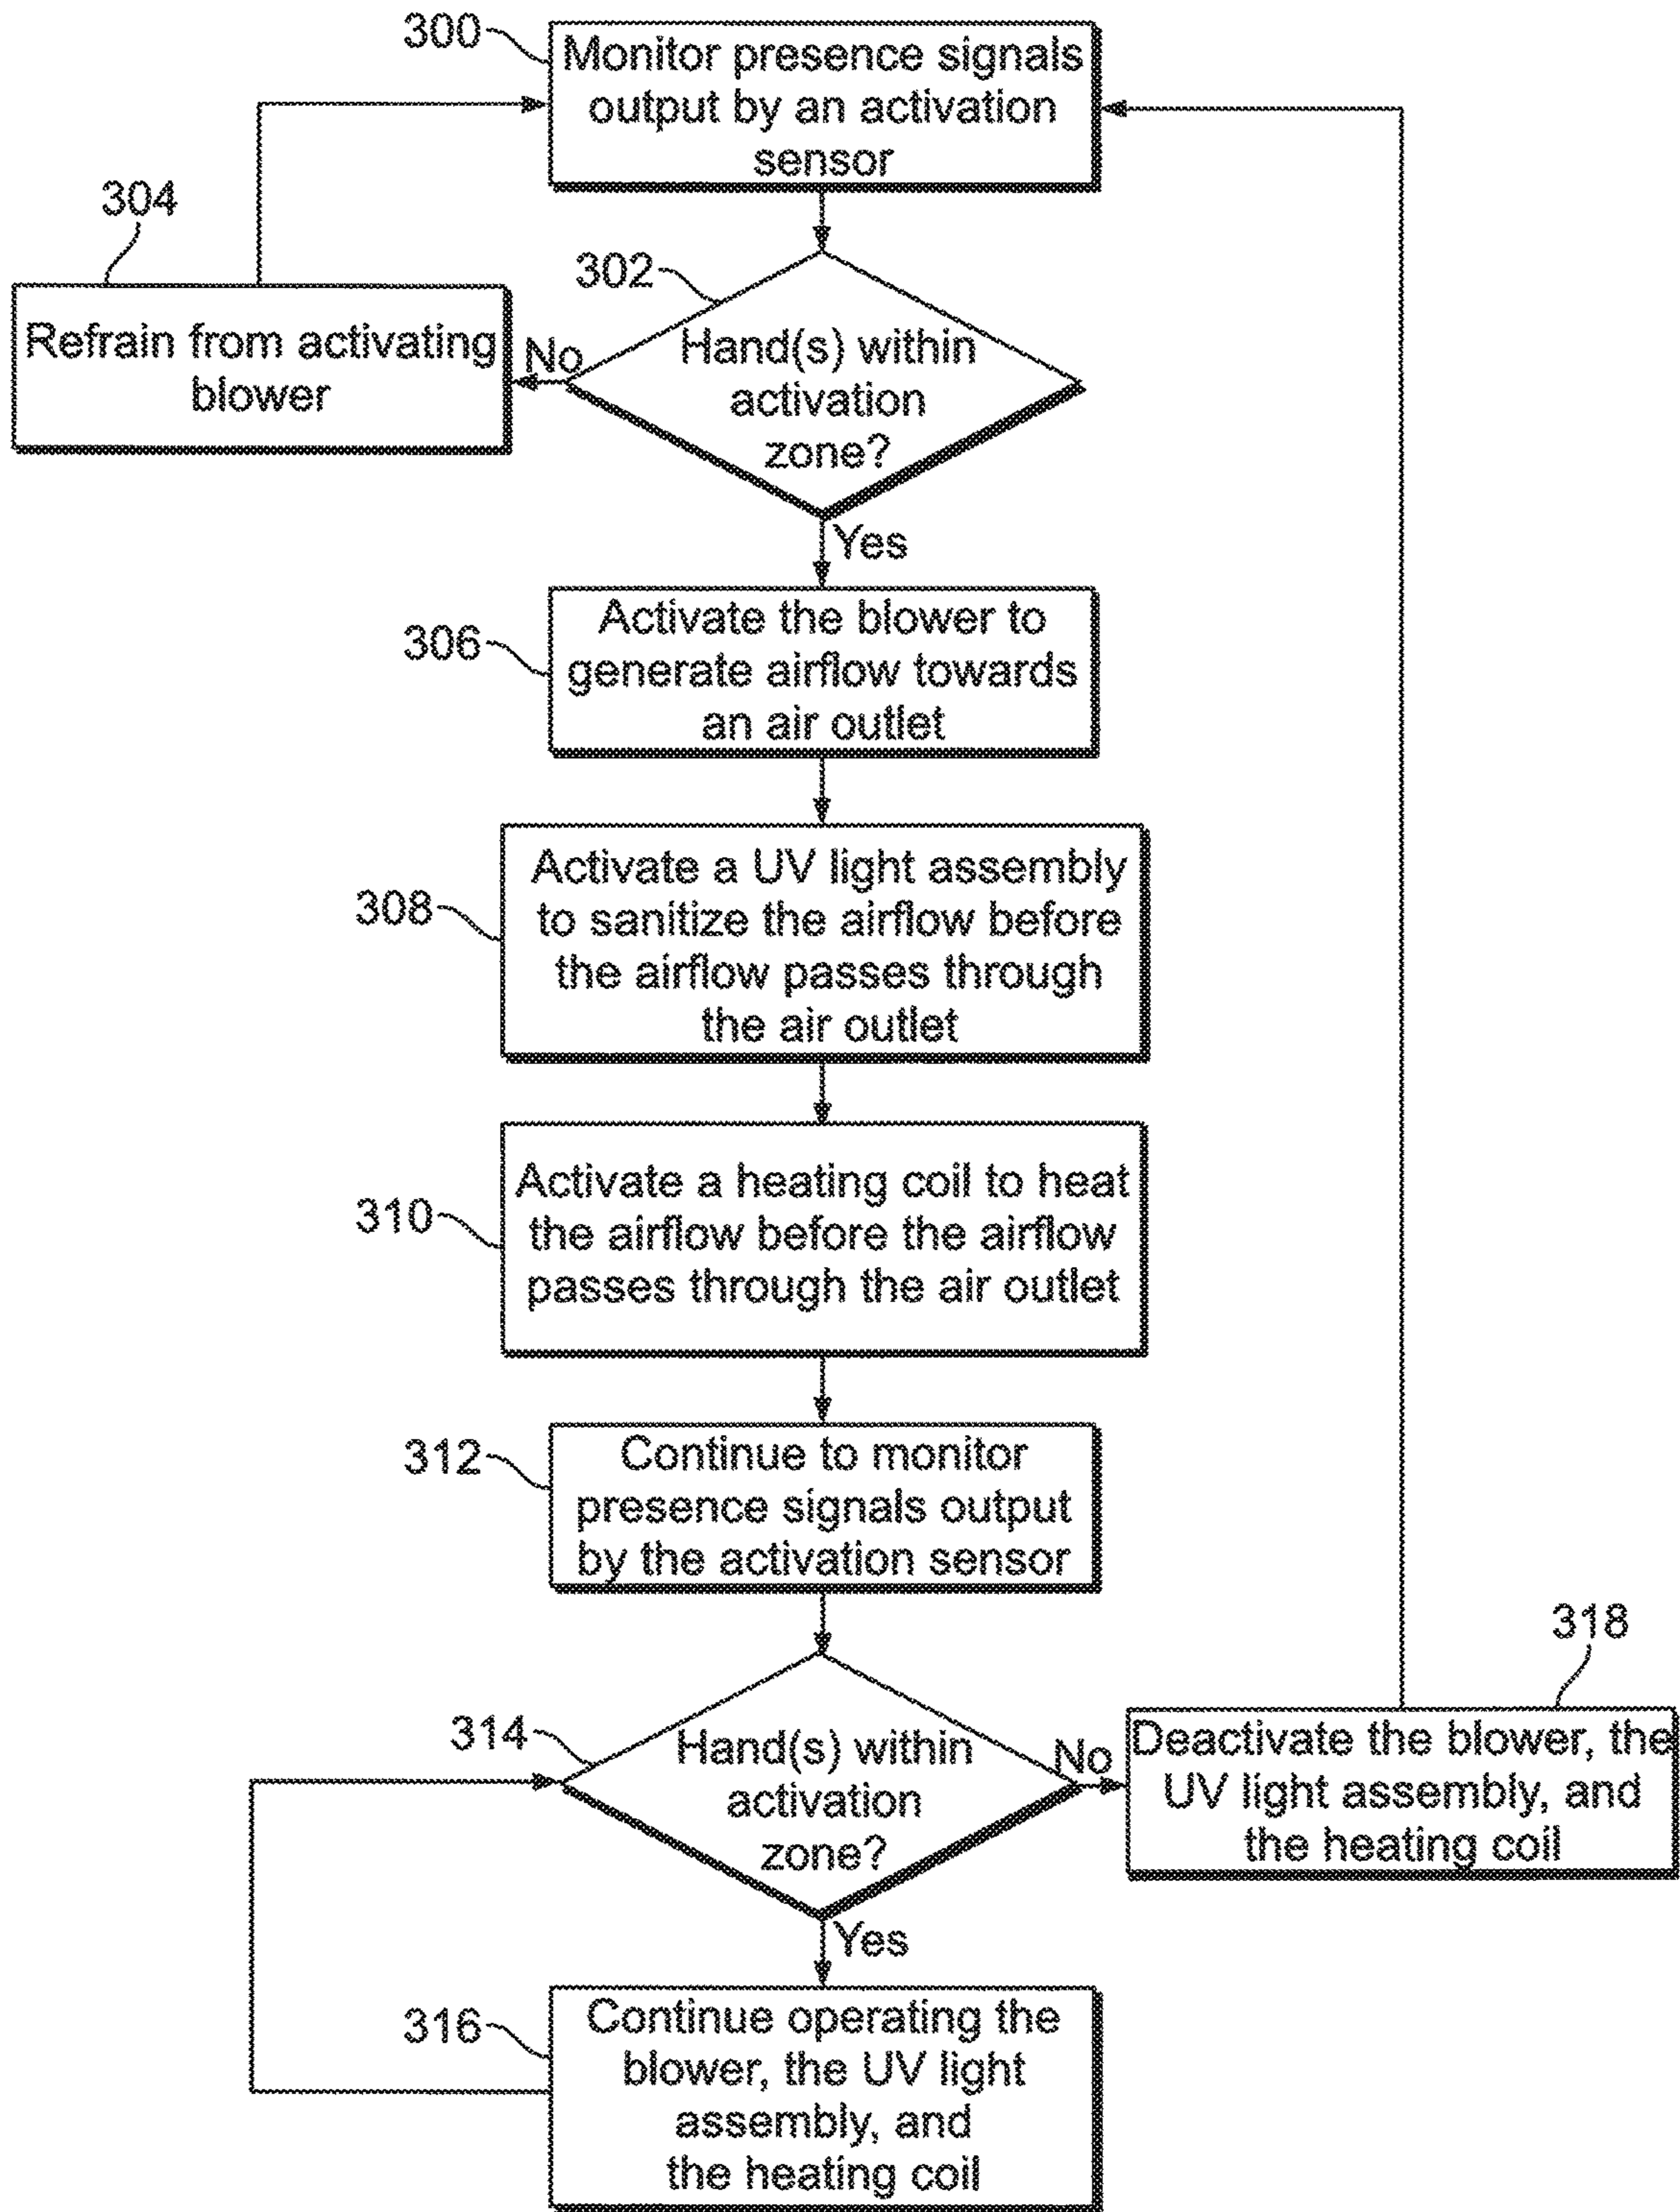 300
Monitor presence signals
output by an activation
sensor
302
Hand(s) within
activation
zone?
No
304
Refrain from activating
blower
Yes
306
Activate the blower to
generate airflow towards
an air outlet
308
Activate a UV light assembly
to sanitize the airflow before
the airflow passes through
the air outlet
310
Activate a heating coil to heat
the airflow before the airflow
passes through the air outlet
312
Continue to monitor
presence signals output
by the activation sensor
314
Hand(s) within
activation
zone?
No
318
Deactivate the blower, the
UV light assembly, and
the heating coil
Yes
316
Continue operating the
blower, the UV light
assembly, and
the heating coil